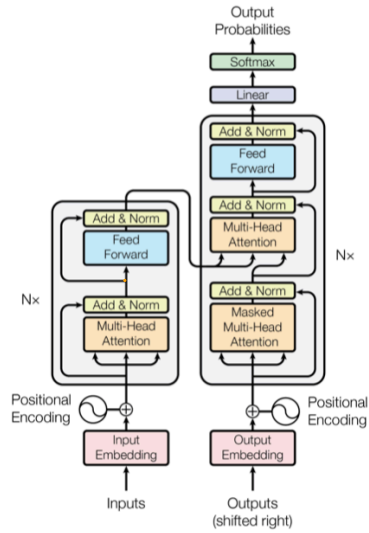 Output
Probabilities
Softmax
Linear
Add & Norm
Feed
Forward
Add & Norm
Multi-Head
Attention
Add & Norm
Masked
Multi-Head
Attention
Nx
Add & Norm
Feed
Forward
Add & Norm
Multi-Head
Attention
Nx
Positional
Encoding
Input
Embedding
Inputs
Positional
Encoding
Output
Embedding
Outputs
(shifted right)